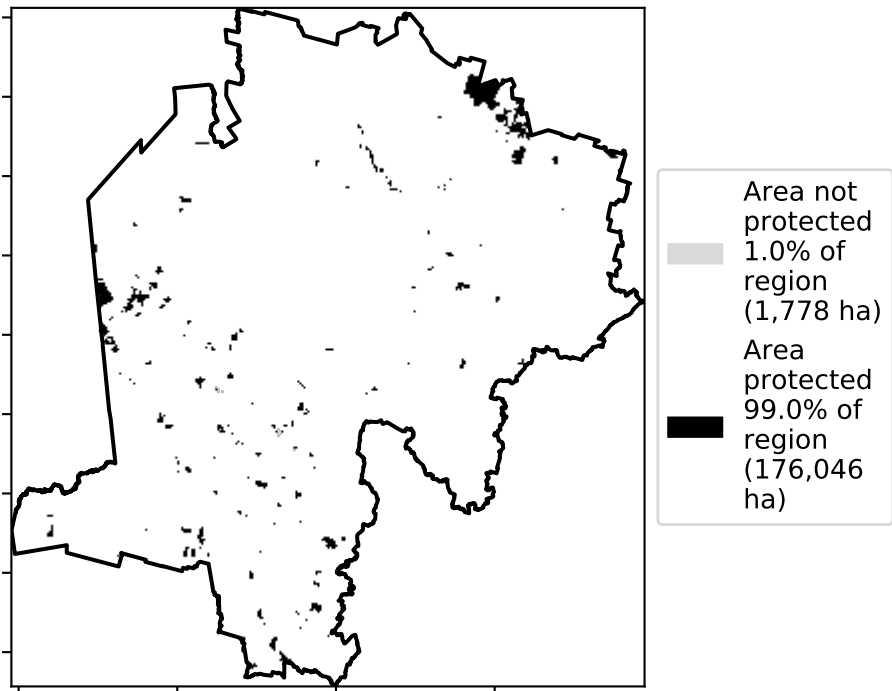 Area not
protected
1.0% of
region
(1,778 ha)
Area
protected
99.0% of
region
(176,046
ha)